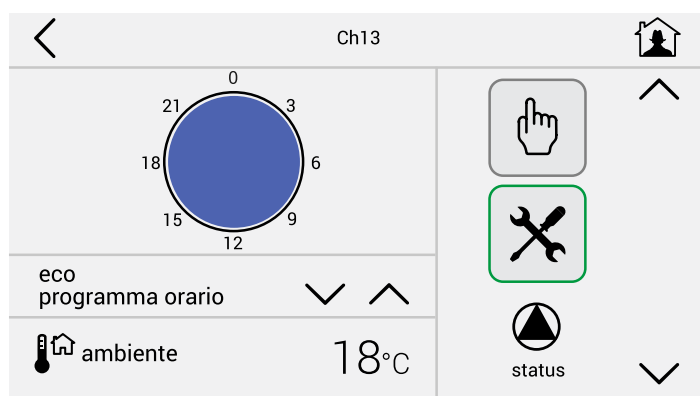 Ch13
0
21
3
18
6
15
9
12
eco
programma orario
ambiente
18°C
status